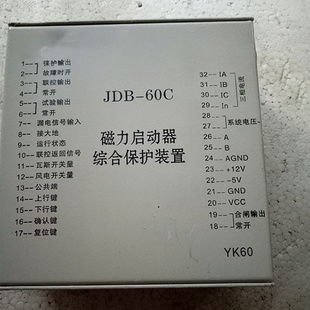 1 保护输出
2 故障时开
3 联控输出
4 常开
5 试验输出
6 常开
7 漏电信号输入
8 接大地
9 运行状态
10 联控返回信号
11 瓦斯开关量
12 风电开关量
13 公共端
14 上行键
15 下行键
16 确认键
17 复位键
JDB-60C
磁力启动器
综合保护装置
32 IA
31 IB
30 IC
29 In
三相电流
28
27
系统电压
26 A
25 B
24 AGND
23 +12V
22 -5V
21 GND
20 VCC
19 合闸输出
18 常开
YK60